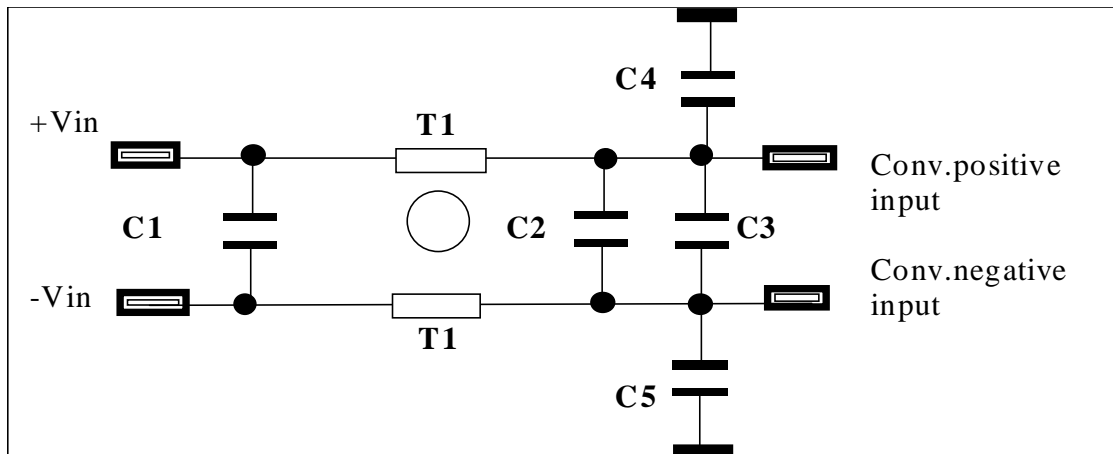 C4
+Vin
T1
Conv.positive
input
C1
C2
C3
-Vin
Conv.negative
input
T1
C5